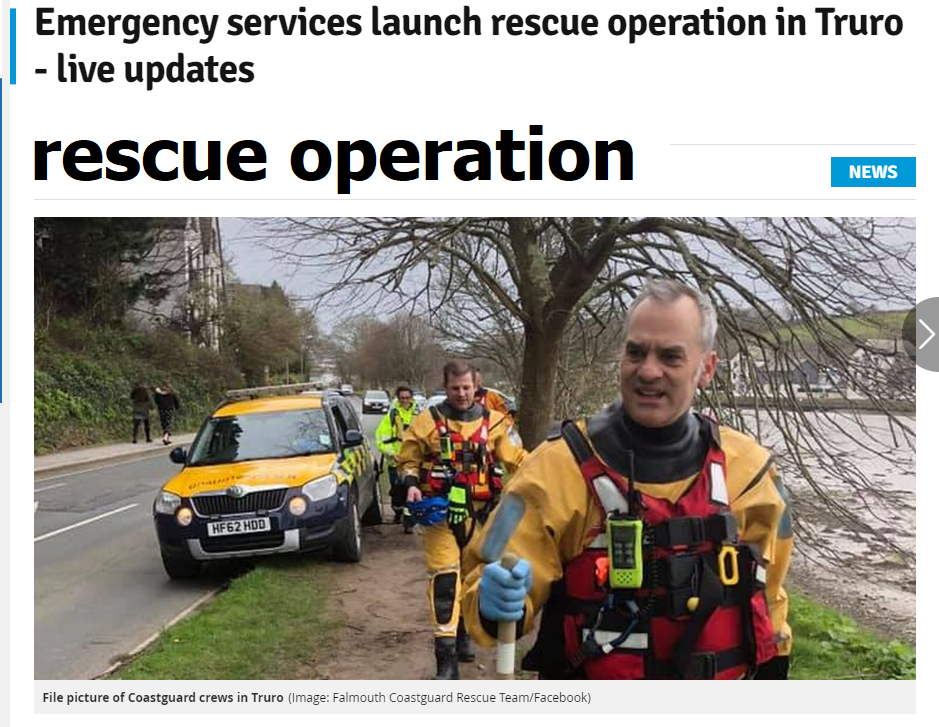 Emergency services launch rescue operation in Truro
- live updates
rescue operation
NEWS
HF62 HDD
File picture of Coastguard crews in Truro (Image: Falmouth Coastguard Rescue Team/Facebook)